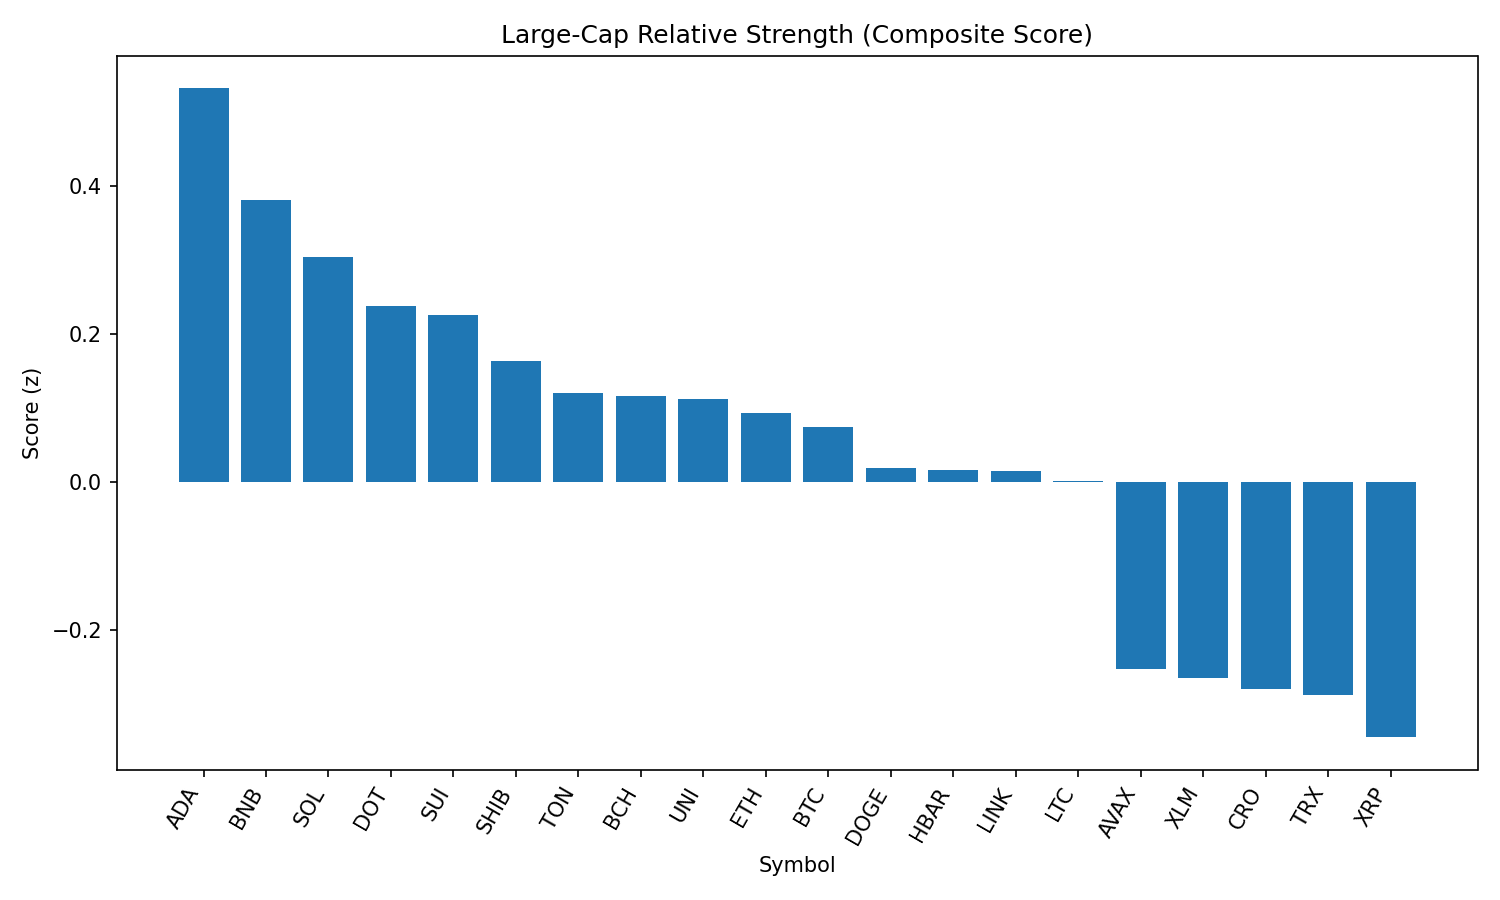 Large-Cap Relative Strength (Composite Score)
Score (z)
0.4
0.2
0.0
−0.2
ADA
BNB
SOL
DOT
SUI
SHIB
TON
BCH
UNI
ETH
BTC
DOGE
HBAR
LINK
LTC
AVAX
XLM
CRO
TRX
XRP
Symbol